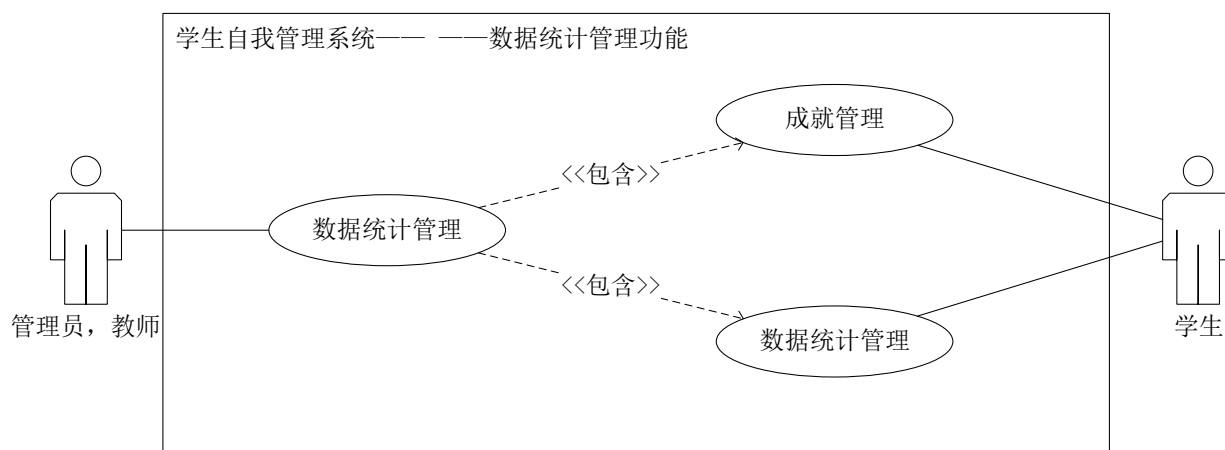 学生自我管理系统—— ——数据统计管理功能
成就管理
<<包含>>
数据统计管理
<<包含>>
管理员，教师
学生
数据统计管理